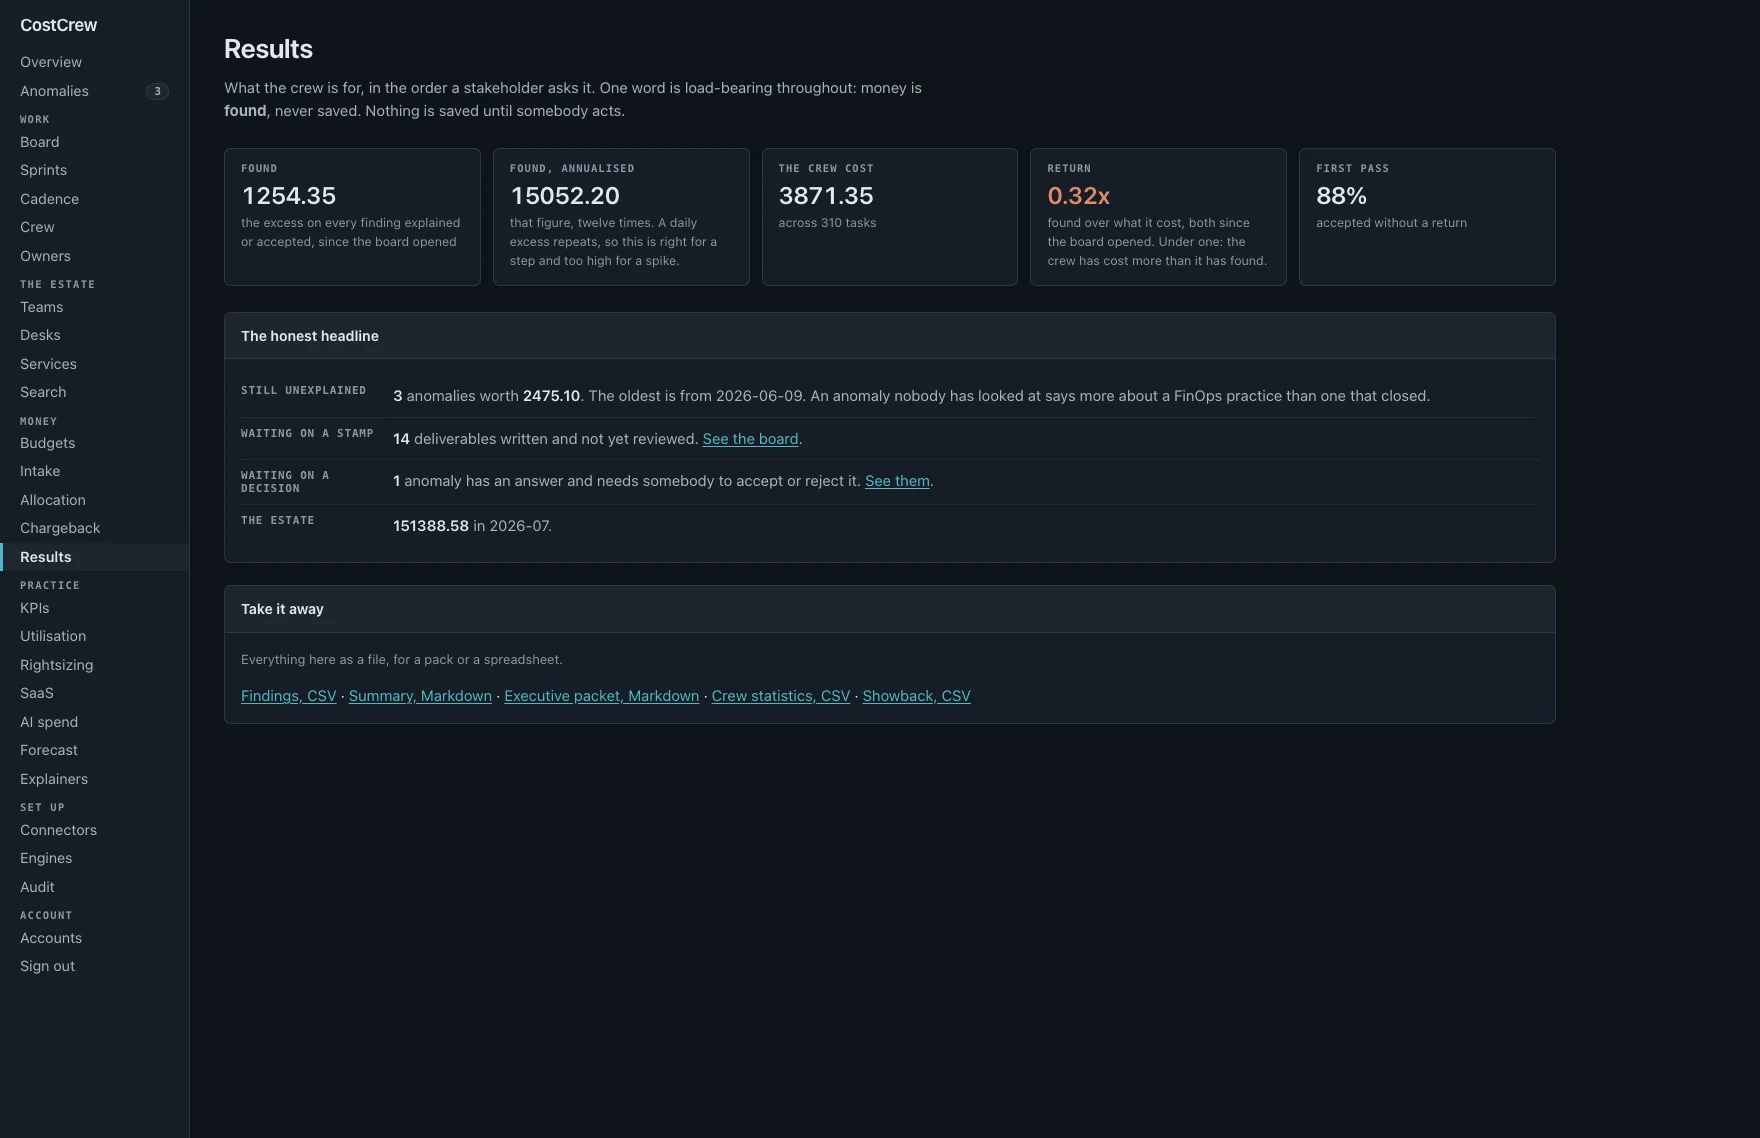 CostCrew
Overview
Anomalies 3
WORK
Board
Sprints
Cadence
Crew
Owners
THE ESTATE
Teams
Desks
Services
Search
MONEY
Budgets
Intake
Allocation
Chargeback
Results
PRACTICE
KPIs
Utilisation
Rightsizing
SaaS
AI spend
Forecast
Explainers
SET UP
Connectors
Engines
Audit
ACCOUNT
Accounts
Sign out
Results
What the crew is for, in the order a stakeholder asks it. One word is load-bearing throughout: money is
found, never saved. Nothing is saved until somebody acts.
FOUND
1254.35
the excess on every finding explained
or accepted, since the board opened
FOUND, ANNUALISED
15052.20
that figure, twelve times. A daily
excess repeats, so this is right for a
step and too high for a spike.
THE CREW COST
3871.35
across 310 tasks
RETURN
0.32x
found over what it cost, both since
the board opened. Under one: the
crew has cost more than it has found.
FIRST PASS
88%
accepted without a return
The honest headline
STILL UNEXPLAINED
3 anomalies worth 2475.10. The oldest is from 2026-06-09. An anomaly nobody has looked at says more about a FinOps practice than one that closed.
WAITING ON A STAMP
14 deliverables written and not yet reviewed. See the board.
WAITING ON A
DECISION
1 anomaly has an answer and needs somebody to accept or reject it. See them.
THE ESTATE
151388.58 in 2026-07.
Take it away
Everything here as a file, for a pack or a spreadsheet.
Findings, CSV · Summary, Markdown · Executive packet, Markdown · Crew statistics, CSV · Showback, CSV